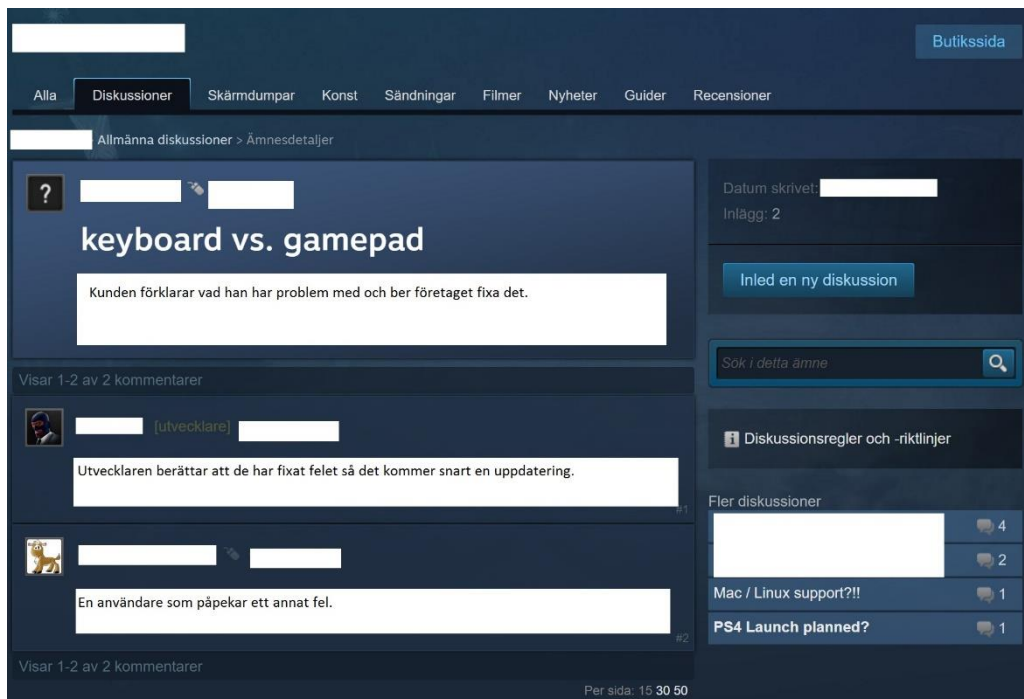 Butikssida
Alla Diskussioner Skärmdumpar Konst Sändningar Filmer Nyheter Guider Recensioner
Allmänna diskussioner > Ämnesdetaljer
?
keyboard vs. gamepad
Kunden förklarar vad han har problem med och ber företaget fixa det.
Visar 1-2 av 2 kommentarer
[utvecklare]
Utvecklaren berättar att de har fixat felet så det kommer snart en uppdatering.
#1
En användare som påpekar ett annat fel.
#2
Visar 1-2 av 2 kommentarer
Per sida: 15 30 50
Datum skrivet:
Inlägg: 2
Inled en ny diskussion
Sök i detta ämne
Diskussionsregler och -riktlinjer
Fler diskussioner
4
2
Mac / Linux support?!! 1
PS4 Launch planned? 1